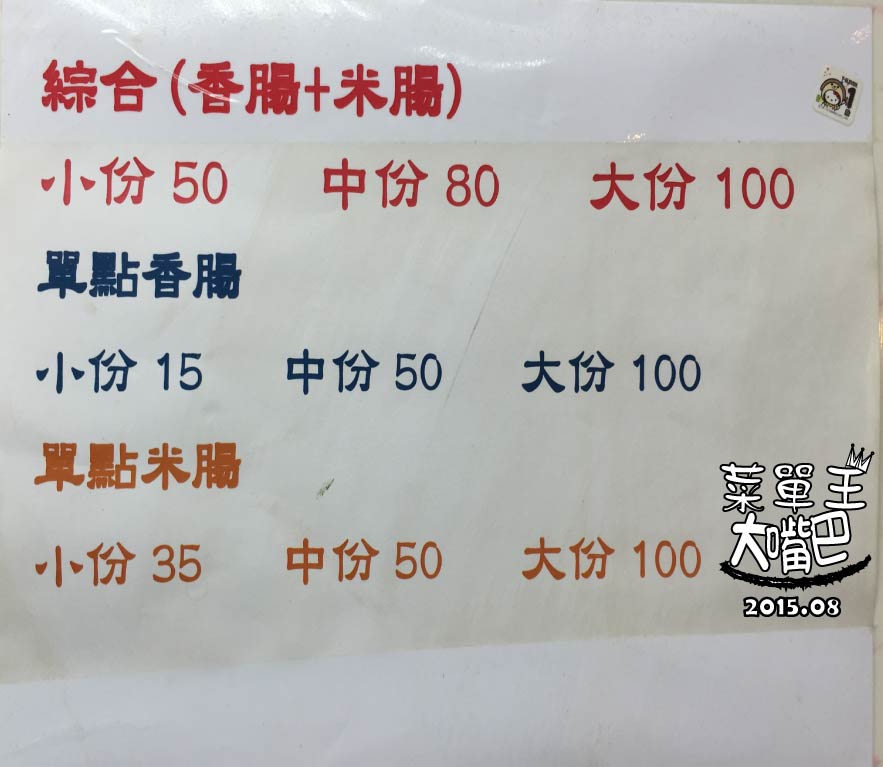 綜合(香腸+米腸)
小份 50 中份 80 大份 100
單點香腸
小份 15 中份 50 大份 100
單點米腸
小份 35 中份 50 大份 100
菜單王
大嘴巴
2015.08